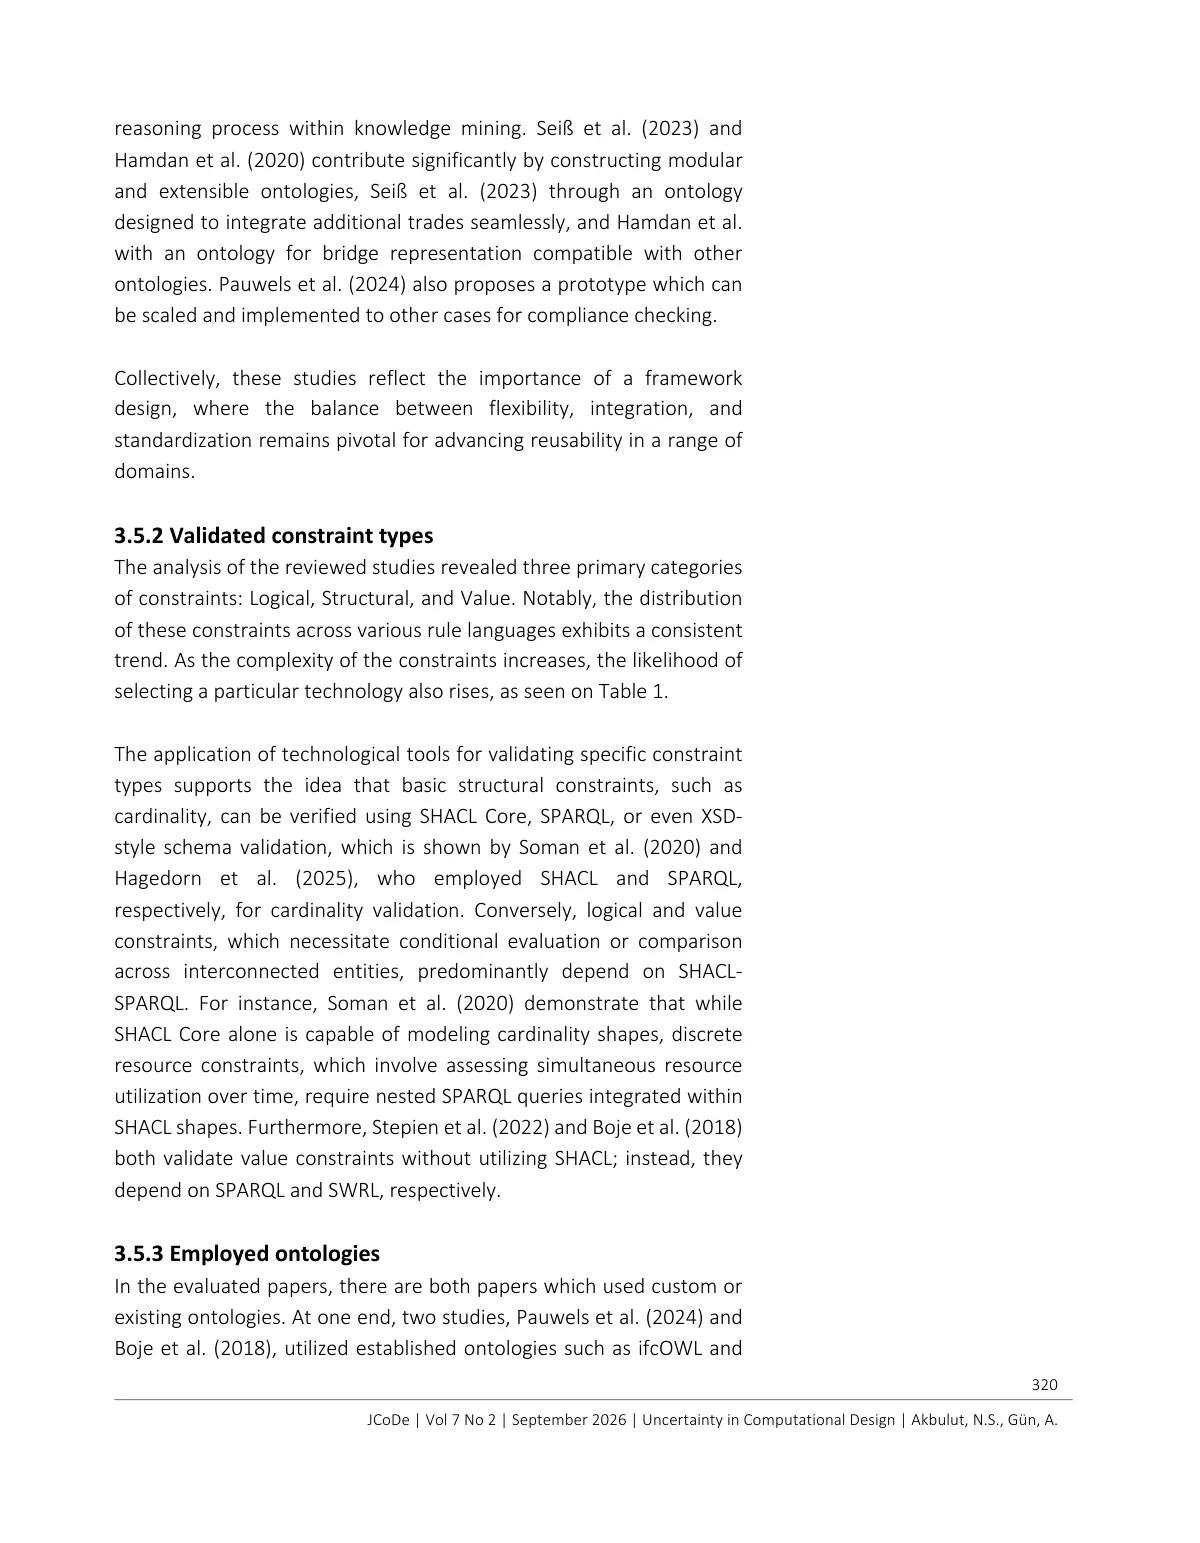 reasoning process within knowledge mining. Seiß et al. (2023) and
Hamdan et al. (2020) contribute significantly by constructing modular
and extensible ontologies, Seiß et al. (2023) through an ontology
designed to integrate additional trades seamlessly, and Hamdan et al.
with an ontology for bridge representation compatible with other
ontologies. Pauwels et al. (2024) also proposes a prototype which can
be scaled and implemented to other cases for compliance checking.
Collectively, these studies reflect the importance of a framework
design, where the balance between flexibility, integration, and
standardization remains pivotal for advancing reusability in a range of
domains.
3.5.2 Validated constraint types
The analysis of the reviewed studies revealed three primary categories
of constraints: Logical, Structural, and Value. Notably, the distribution
of these constraints across various rule languages exhibits a consistent
trend. As the complexity of the constraints increases, the likelihood of
selecting a particular technology also rises, as seen on Table 1.
The application of technological tools for validating specific constraint
types supports the idea that basic structural constraints, such as
cardinality, can be verified using SHACL Core, SPARQL, or even XSD-
style schema validation, which is shown by Soman et al. (2020) and
Hagedorn et al. (2025), who employed SHACL and SPARQL,
respectively, for cardinality validation. Conversely, logical and value
constraints, which necessitate conditional evaluation or comparison
across interconnected entities, predominantly depend on SHACL-
SPARQL. For instance, Soman et al. (2020) demonstrate that while
SHACL Core alone is capable of modeling cardinality shapes, discrete
resource constraints, which involve assessing simultaneous resource
utilization over time, require nested SPARQL queries integrated within
SHACL shapes. Furthermore, Stepien et al. (2022) and Boje et al. (2018)
both validate value constraints without utilizing SHACL; instead, they
depend on SPARQL and SWRL, respectively.
3.5.3 Employed ontologies
In the evaluated papers, there are both papers which used custom or
existing ontologies. At one end, two studies, Pauwels et al. (2024) and
Boje et al. (2018), utilized established ontologies such as ifcOWL and
320
JCoDe | Vol 7 No 2 | September 2026 | Uncertainty in Computational Design | Akbulut, N.S., Gün, A.